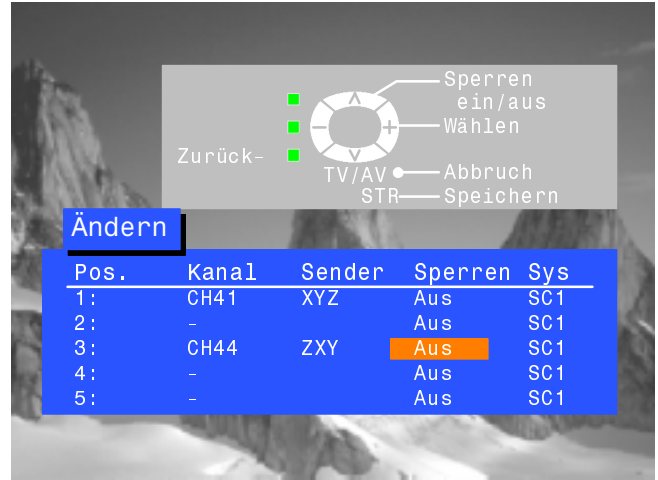 Sperren
ein/aus
Wählen
Zurück–
TV/AV Abbruch
STR Speichern
Ändern
Pos. Kanal Sender Sperren Sys
1: CH41 XYZ Aus SC1
2: – Aus SC1
3: CH44 ZXY Aus SC1
4: – Aus SC1
5: – Aus SC1